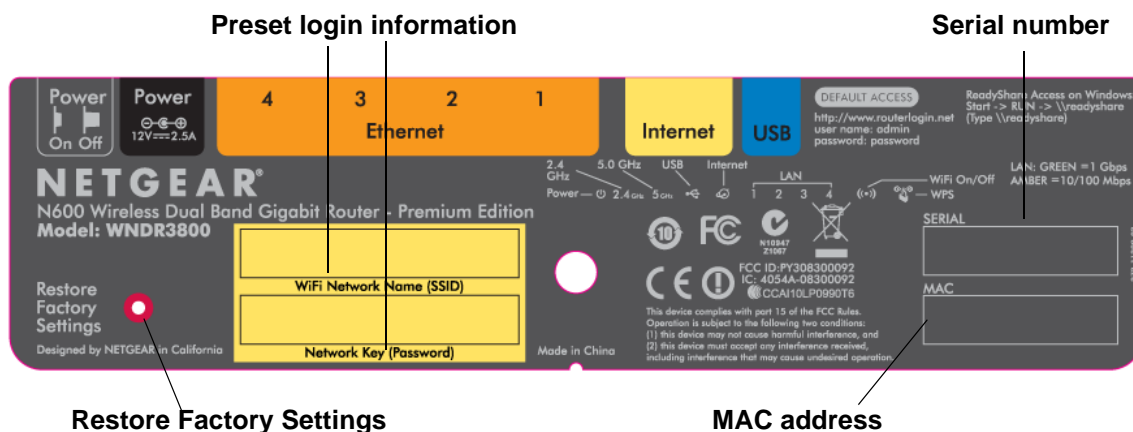 Preset login information
Serial number
Power
On Off
Power
12V 2.5A
4 3 2 1
Ethernet
Internet
USB
DEFAULT ACCESS
http://www.routerlogin.net
user name: admin
password: password
ReadyShare Access on Windows
Start -> RUN -> \\readyshare
(Type \\readyshare)
NETGEAR®
N600 Wireless Dual Band Gigabit Router - Premium Edition
Model: WNDR3800
2.4 GHz
5.0 GHz
USB
Internet
LAN
Power
2.4 GHz
5 GHz
1 2 3 4
WiFi On/Off
WPS
LAN: GREEN =1 Gbps
AMBER =10/100 Mbps
WiFi Network Name (SSID)
Network Key (Password)
Restore
Factory
Settings
Designed by NETGEAR in California
Made in China
10
FC
N10947
Z1067
CE
FCC ID:PY308300092
IC: 4054A-08300092
CCAI10LP0990T6
This device complies with part 15 of the FCC Rules.
Operation is subject to the following two conditions:
(1) this device may not cause harmful interference, and
(2) this device must accept any interference received,
including interference that may cause undesired operation.
SERIAL
MAC
Restore Factory Settings
MAC address